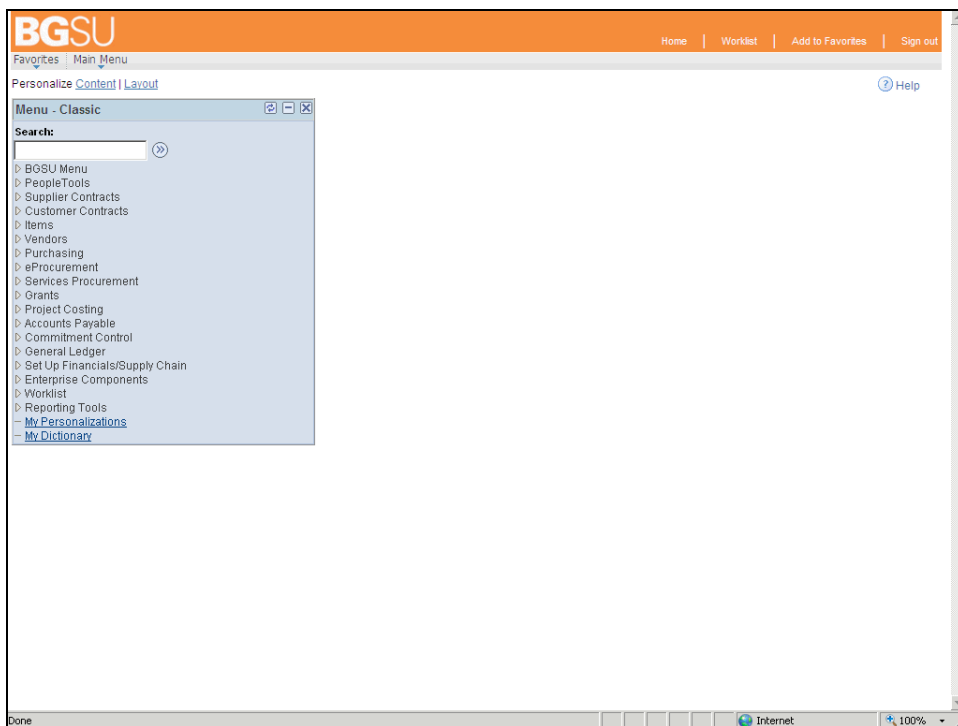 BGSU
Home | Worklist | Add to Favorites | Sign out
Favorites Main Menu
Personalize Content | Layout
? Help
Menu - Classic
Search:
BGSU Menu
PeopleTools
Supplier Contracts
Customer Contracts
Items
Vendors
Purchasing
eProcurement
Services Procurement
Grants
Project Costing
Accounts Payable
Commitment Control
General Ledger
Set Up Financials/Supply Chain
Enterprise Components
Worklist
Reporting Tools
My Personalizations
My Dictionary
Done Internet 100%